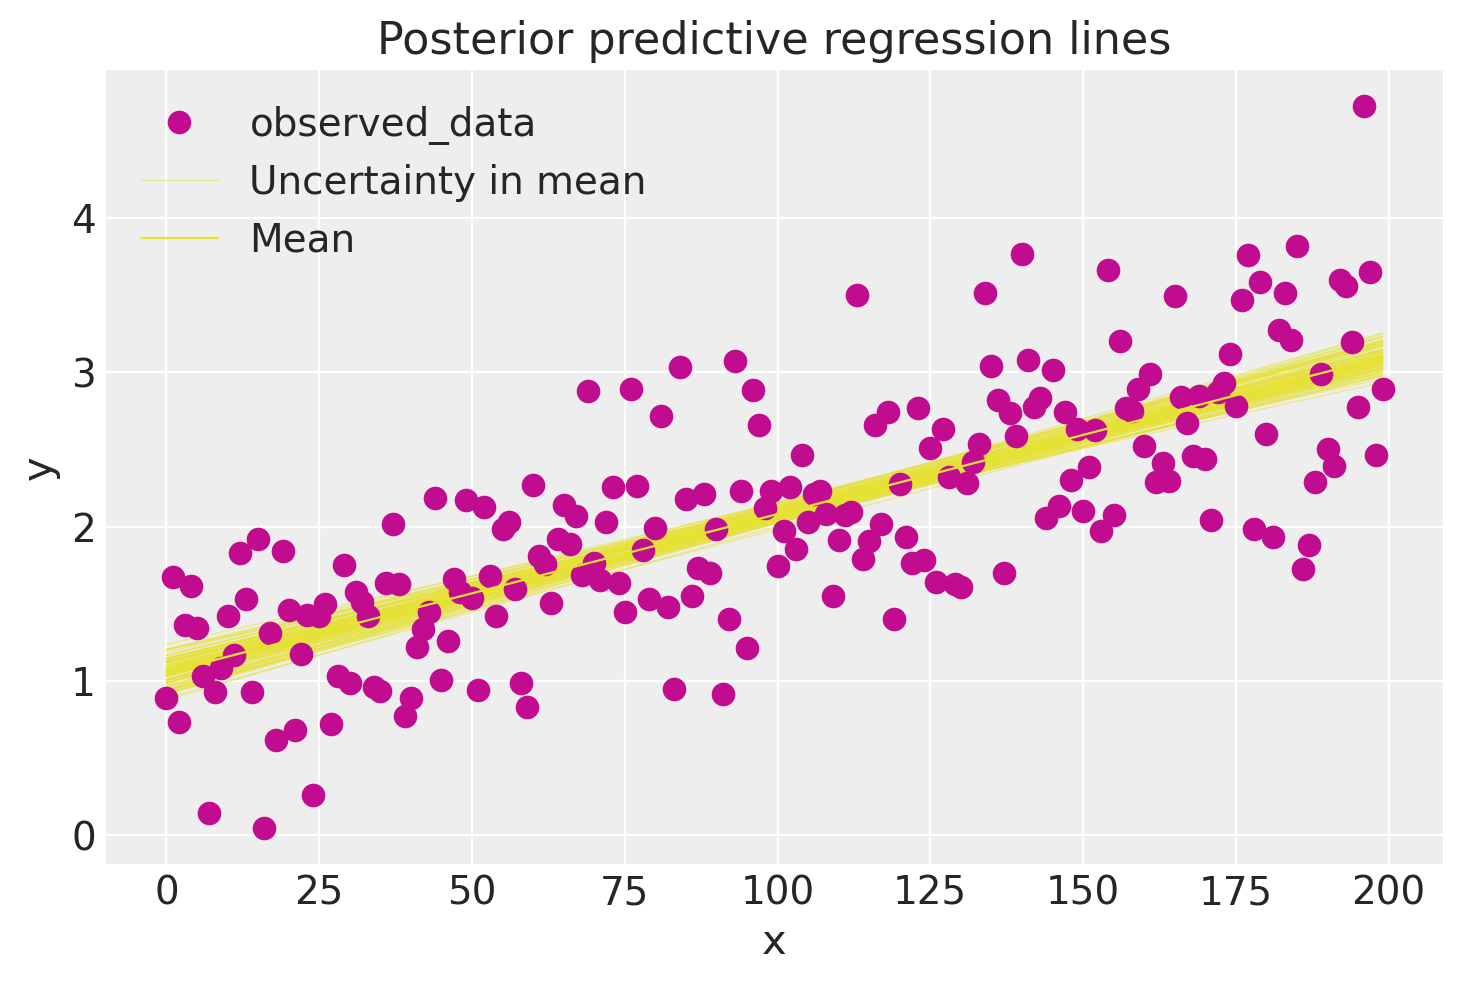 Posterior predictive regression lines
observed_data
Uncertainty in mean
Mean
4
3
2
1
0
y
0 25 50 75 100 125 150 175 200
x